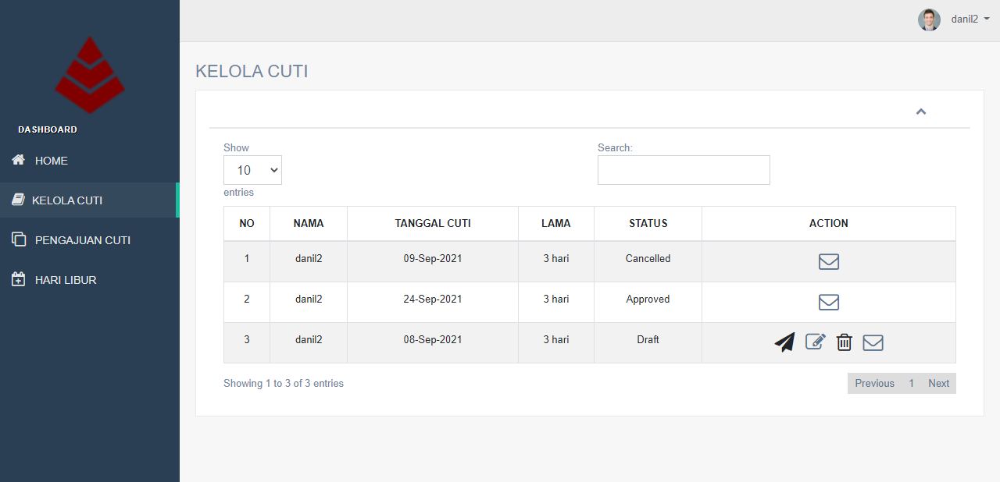 danil2
DASHBOARD
HOME
KELOLA CUTI
PENGAJUAN CUTI
HARI LIBUR
KELOLA CUTI
Show
10
entries
Search:
NO NAMA TANGGAL CUTI LAMA STATUS ACTION
1 danil2 09-Sep-2021 3 hari Cancelled
2 danil2 24-Sep-2021 3 hari Approved
3 danil2 08-Sep-2021 3 hari Draft
Showing 1 to 3 of 3 entries
Previous 1 Next